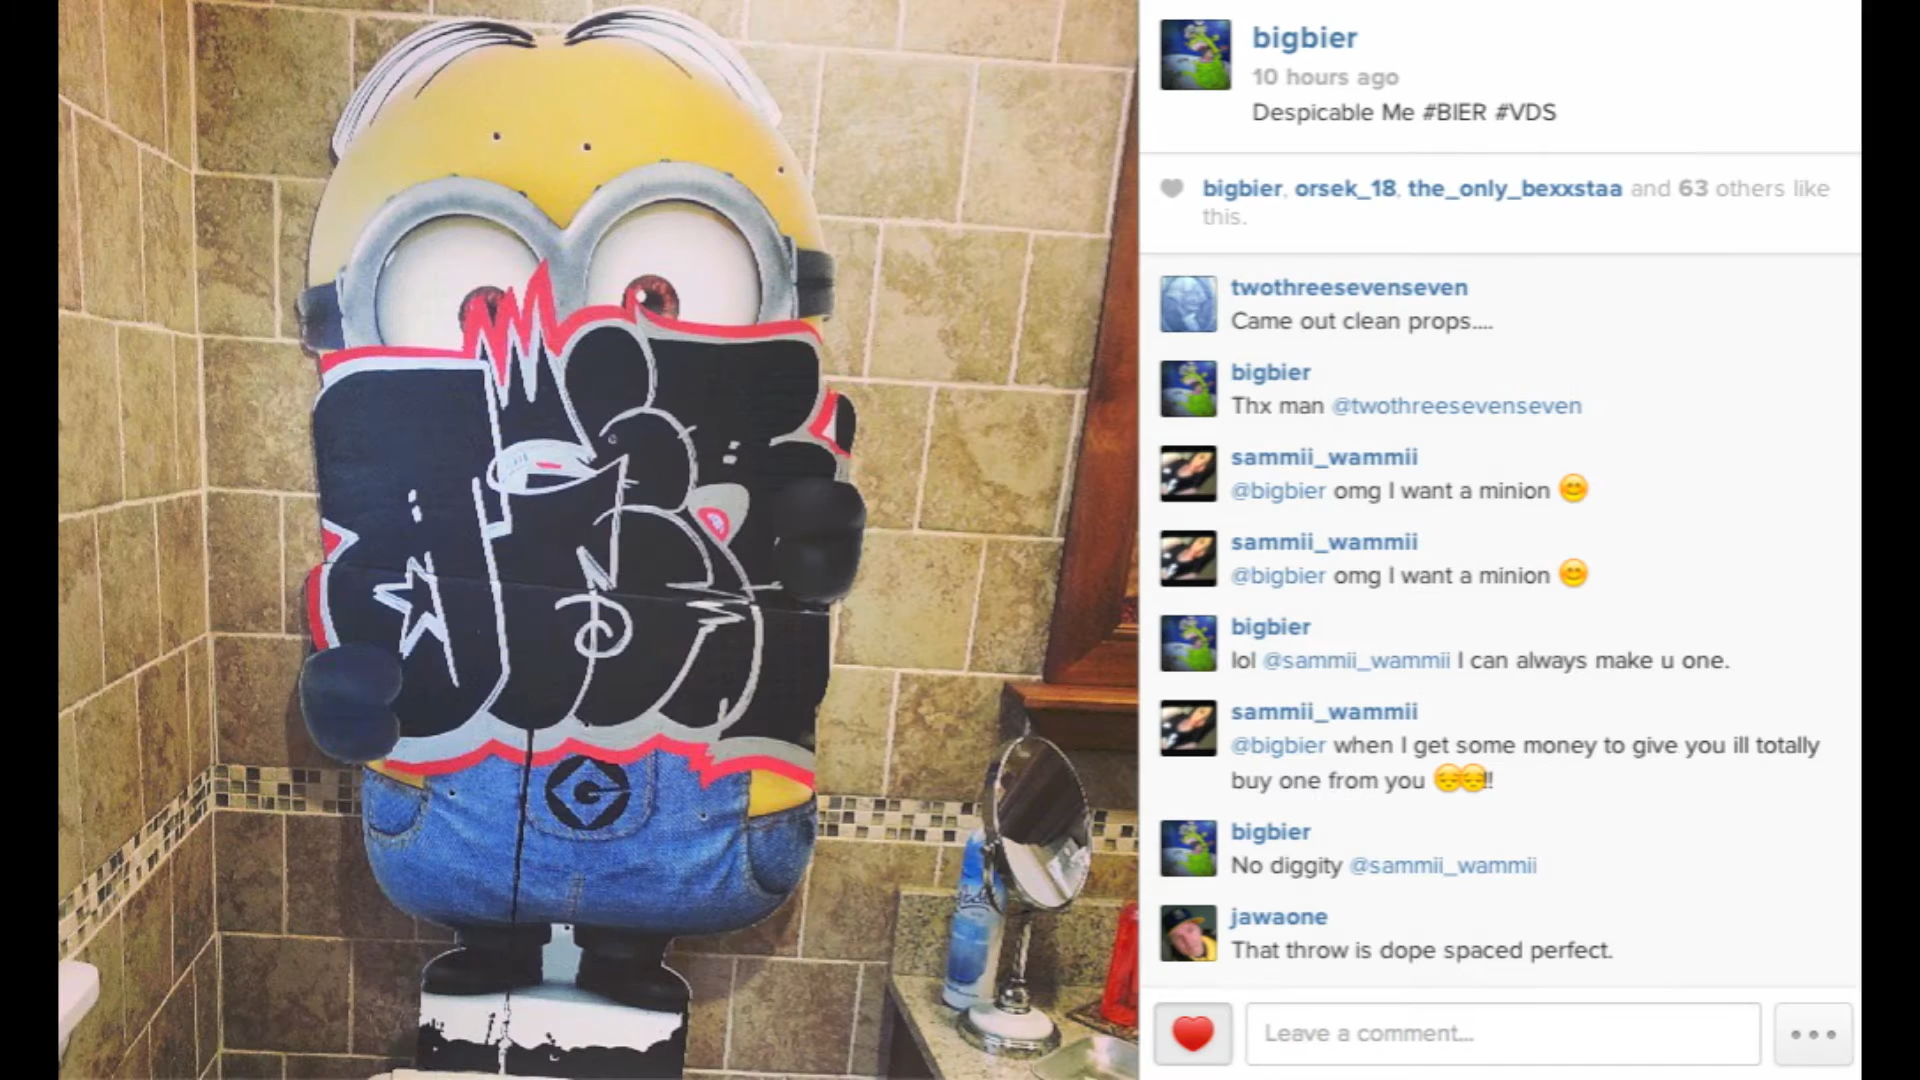 bigbier
10 hours ago
Despicable Me #BIER #VDS
bigbier, orsek_18, the_only_bexxstaa and 63 others like
this.
twothreesevenseven
Came out clean props....
bigbier
Thx man @twothreesevenseven
sammii_wammii
@bigbier omg I want a minion 😊
sammii_wammii
@bigbier omg I want a minion 😊
bigbier
lol @sammii_wammii I can always make u one.
sammii_wammii
@bigbier when I get some money to give you ill totally
buy one from you 😔😔!!
bigbier
No diggity @sammii_wammii
jawaone
That throw is dope spaced perfect.
Leave a comment...